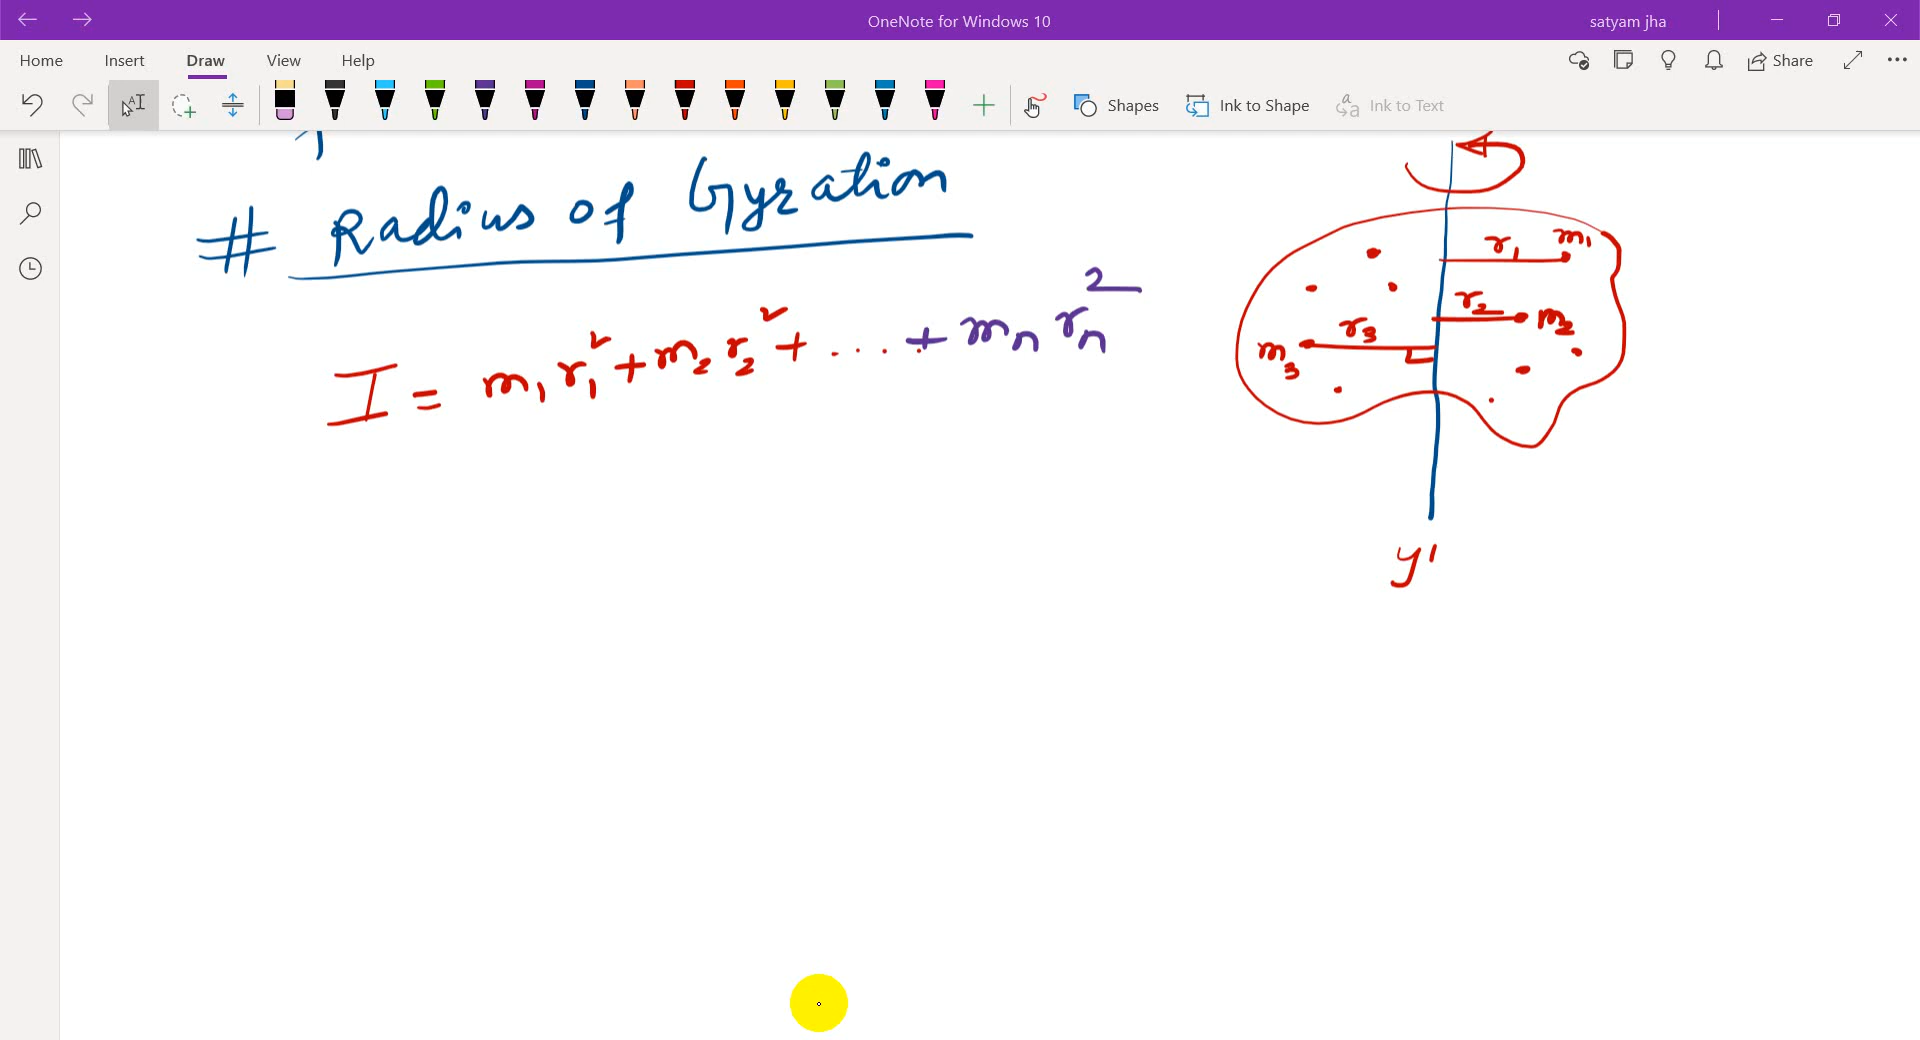 OneNote for Windows 10
satyam jha
Home Insert Draw View Help
Share
Shapes Ink to Shape Ink to Text
# Radius of Gyration
I = m₁r₁² + m₂r₂² + ..... + mₙrₙ²
r₁ m₁
r₂ m₂
m₃ r₃
y'